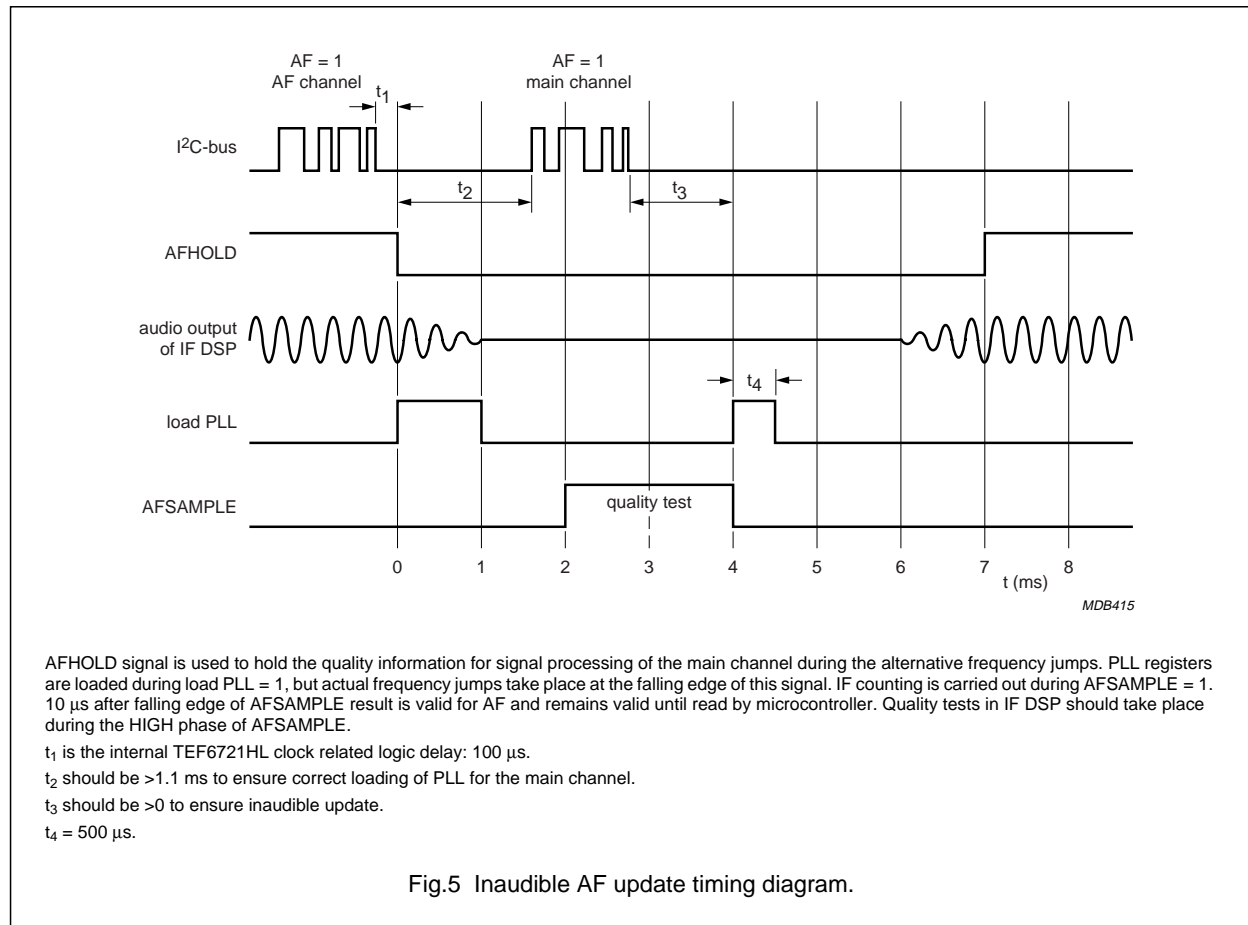 AF = 1
AF channel
AF = 1
main channel
t1
I2C-bus
t2
t3
AFHOLD
audio output
of IF DSP
t4
load PLL
AFSAMPLE
quality test
0 1 2 3 4 5 6 7 8
t (ms)
MDB415
AFHOLD signal is used to hold the quality information for signal processing of the main channel during the alternative frequency jumps. PLL registers
are loaded during load PLL = 1, but actual frequency jumps take place at the falling edge of this signal. IF counting is carried out during AFSAMPLE = 1.
10 μs after falling edge of AFSAMPLE result is valid for AF and remains valid until read by microcontroller. Quality tests in IF DSP should take place
during the HIGH phase of AFSAMPLE.
t1 is the internal TEF6721HL clock related logic delay: 100 μs.
t2 should be >1.1 ms to ensure correct loading of PLL for the main channel.
t3 should be >0 to ensure inaudible update.
t4 = 500 μs.
Fig.5 Inaudible AF update timing diagram.